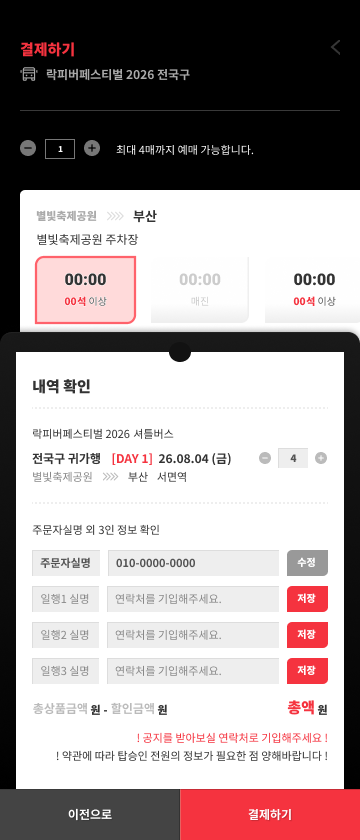 결제하기
락피버페스티벌 2026 전국구
1 최대 4매까지 예매 가능합니다.
별빛축제공원 부산
별빛축제공원 주차장
00:00 00:00 00:00
00석 이상 매진 00석 이상
내역 확인
락피버페스티벌 2026 셔틀버스
전국구 귀가행 [DAY 1] 26.08.04 (금) 4
별빛축제공원 부산 서면역
주문자실명 외 3인 정보 확인
주문자실명 010-0000-0000 수정
일행1 실명 연락처를 기입해주세요. 저장
일행2 실명 연락처를 기입해주세요. 저장
일행3 실명 연락처를 기입해주세요. 저장
총상품금액 원 - 할인금액 원 총액 원
! 공지를 받아보실 연락처로 기입해주세요 !
! 약관에 따라 탑승인 전원의 정보가 필요한 점 양해바랍니다 !
이전으로 결제하기